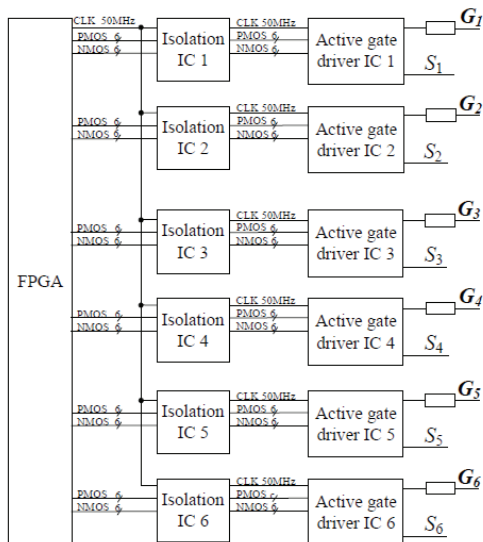 CLK 50MHz
PMOS 6
NMOS 6
Isolation
IC 1
CLK 50MHz
PMOS 6
NMOS 6
Active gate
driver IC 1
G1
S1
PMOS 6
NMOS 6
Isolation
IC 2
CLK 50MHz
PMOS 6
NMOS 6
Active gate
driver IC 2
G2
S2
PMOS 6
NMOS 6
Isolation
IC 3
CLK 50MHz
PMOS 6
NMOS 6
Active gate
driver IC 3
G3
S3
FPGA
PMOS 6
NMOS 6
Isolation
IC 4
CLK 50MHz
PMOS 6
NMOS 6
Active gate
driver IC 4
G4
S4
PMOS 6
NMOS 6
Isolation
IC 5
CLK 50MHz
PMOS 6
NMOS 6
Active gate
driver IC 5
G5
S5
PMOS 6
NMOS 6
Isolation
IC 6
CLK 50MHz
PMOS 6
NMOS 6
Active gate
driver IC 6
G6
S6